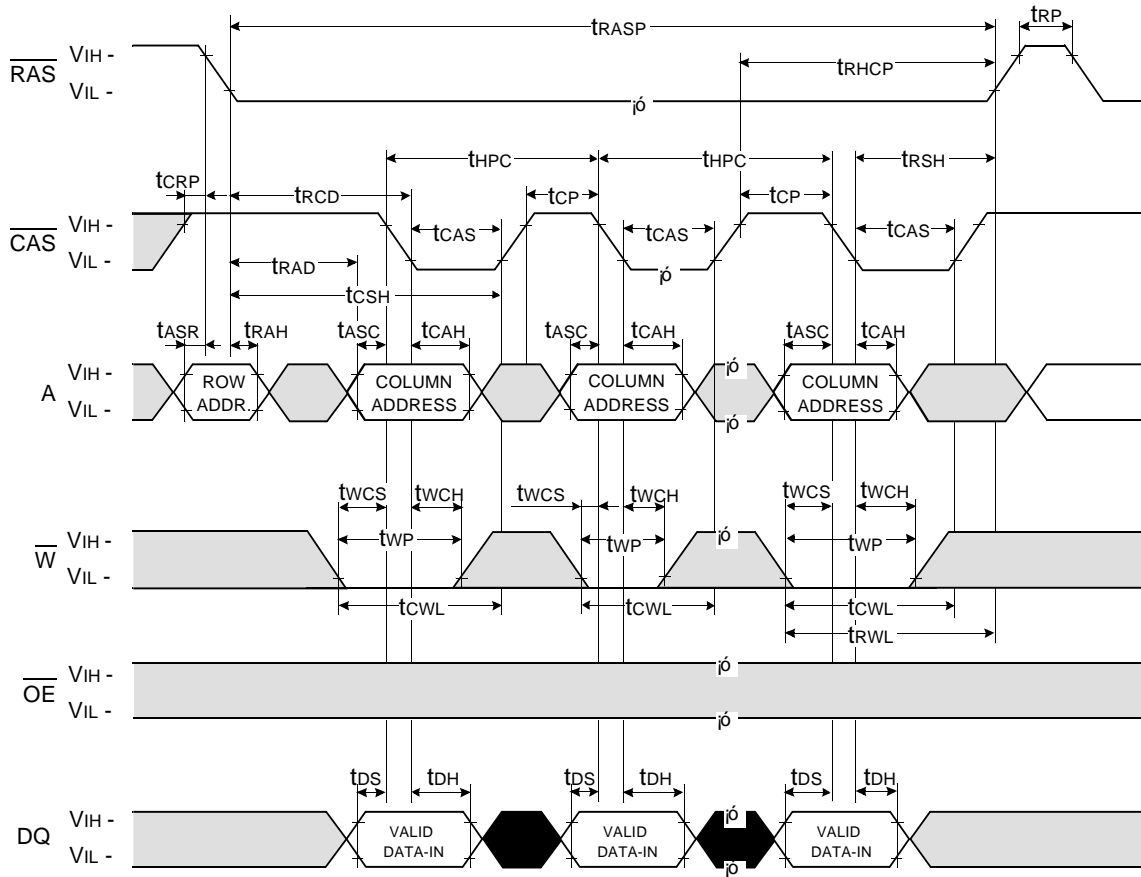 tRASP tRP
RAS VIH -
VIL -
tRHCP
¡ó
tHPC tHPC tRSH
tCRP tRCD tCP tCP
CAS VIH -
VIL -
tCAS tCAS tCAS
¡ó
tRAD
tCSH
tASR tRAH tASC tCAH tASC tCAH tASC tCAH
A VIH -
VIL -
¡ó
ROW COLUMN COLUMN COLUMN
ADDR. ADDRESS ADDRESS ADDRESS
¡ó
tWCS tWCH tWCS tWCH tWCS tWCH
W VIH -
VIL -
¡ó
tWP tWP tWP
tCWL tCWL tCWL
tRWL
OE VIH -
VIL -
¡ó
¡ó
tDS tDH tDS tDH tDS tDH
DQ VIH -
VIL -
¡ó
VALID VALID VALID
DATA-IN DATA-IN DATA-IN
¡ó